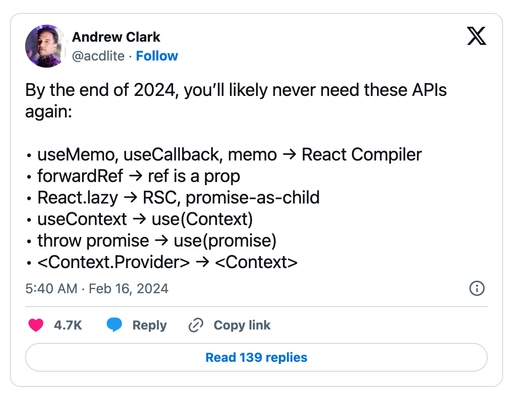 Andrew Clark
@acdlite · Follow
By the end of 2024, you'll likely never need these APIs
again:
• useMemo, useCallback, memo → React Compiler
• forwardRef → ref is a prop
• React.lazy → RSC, promise-as-child
• useContext → use(Context)
• throw promise → use(promise)
• <Context.Provider> → <Context>
5:40 AM · Feb 16, 2024
4.7K Reply Copy link
Read 139 replies